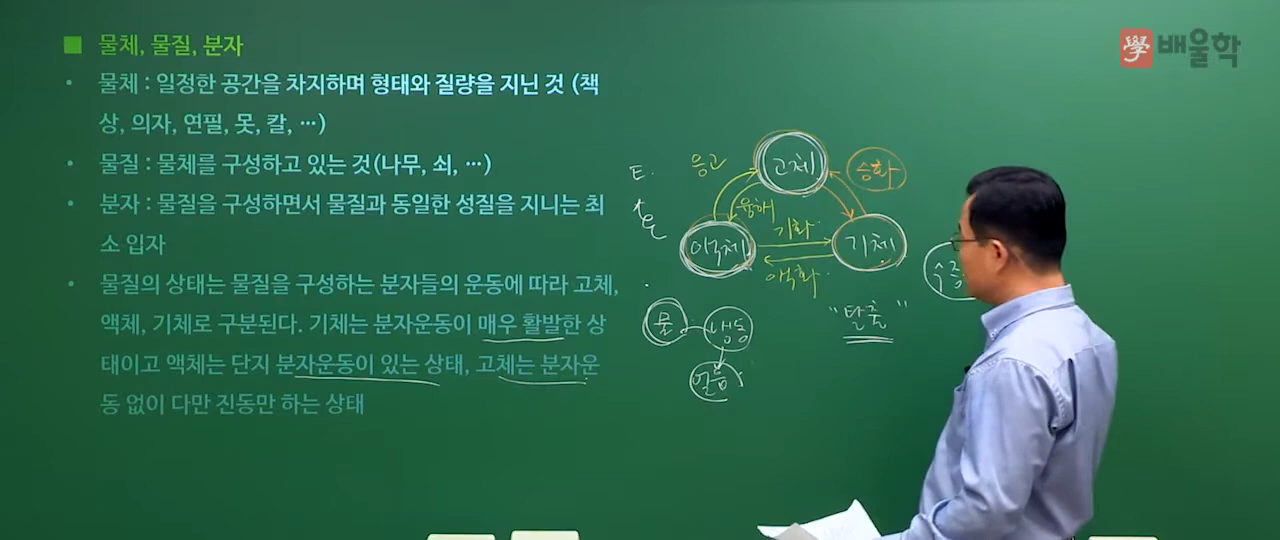 ■ 물체, 물질, 분자
學 배울학
• 물체 : 일정한 공간을 차지하며 형태와 질량을 지닌 것 (책
상, 의자, 연필, 못, 칼, …)
• 물질 : 물체를 구성하고 있는 것(나무, 쇠, …)
• 분자 : 물질을 구성하면서 물질과 동일한 성질을 지니는 최
소 입자
• 물질의 상태는 물질을 구성하는 분자들의 운동에 따라 고체,
액체, 기체로 구분된다. 기체는 분자운동이 매우 활발한 상
태이고 액체는 단지 분자운동이 있는 상태, 고체는 분자운
동 없이 다만 진동만 하는 상태
E.
응고
고체
승화
융해
기화
기체
액화
물
냉동
얼음
"탈출"